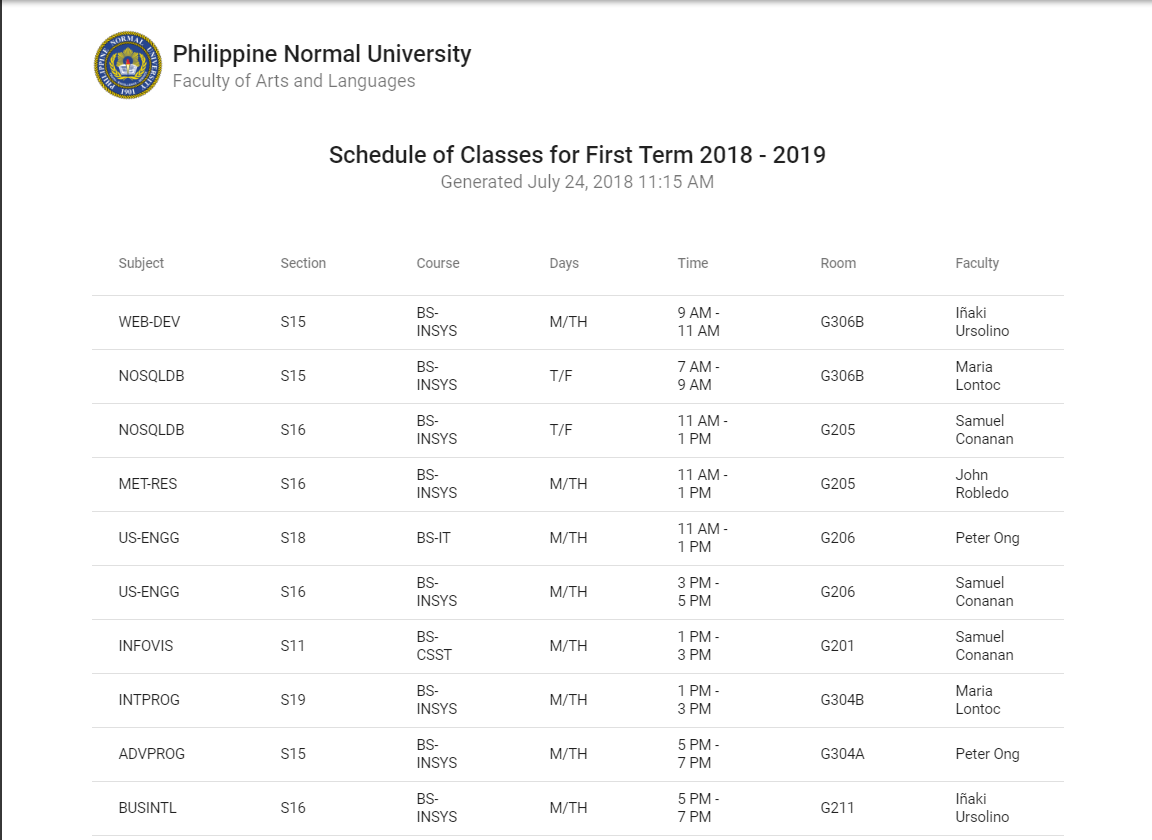 PHILIPPINE NORMAL UNIVERSITY
1901
Philippine Normal University
Faculty of Arts and Languages
Schedule of Classes for First Term 2018 - 2019
Generated July 24, 2018 11:15 AM
Subject Section Course Days Time Room Faculty
WEB-DEV S15 BS- M/TH 9 AM - G306B Iñaki
INSYS 11 AM Ursolino
NOSQLDB S15 BS- T/F 7 AM - G306B Maria
INSYS 9 AM Lontoc
NOSQLDB S16 BS- T/F 11 AM - G205 Samuel
INSYS 1 PM Conanan
MET-RES S16 BS- M/TH 11 AM - G205 John
INSYS 1 PM Robledo
US-ENGG S18 BS-IT M/TH 11 AM - G206 Peter Ong
1 PM
US-ENGG S16 BS- M/TH 3 PM - G206 Samuel
INSYS 5 PM Conanan
INFOVIS S11 BS- M/TH 1 PM - G201 Samuel
CSST 3 PM Conanan
INTPROG S19 BS- M/TH 1 PM - G304B Maria
INSYS 3 PM Lontoc
ADVPROG S15 BS- M/TH 5 PM - G304A Peter Ong
INSYS 7 PM
BUSINTL S16 BS- M/TH 5 PM - G211 Iñaki
INSYS 7 PM Ursolino